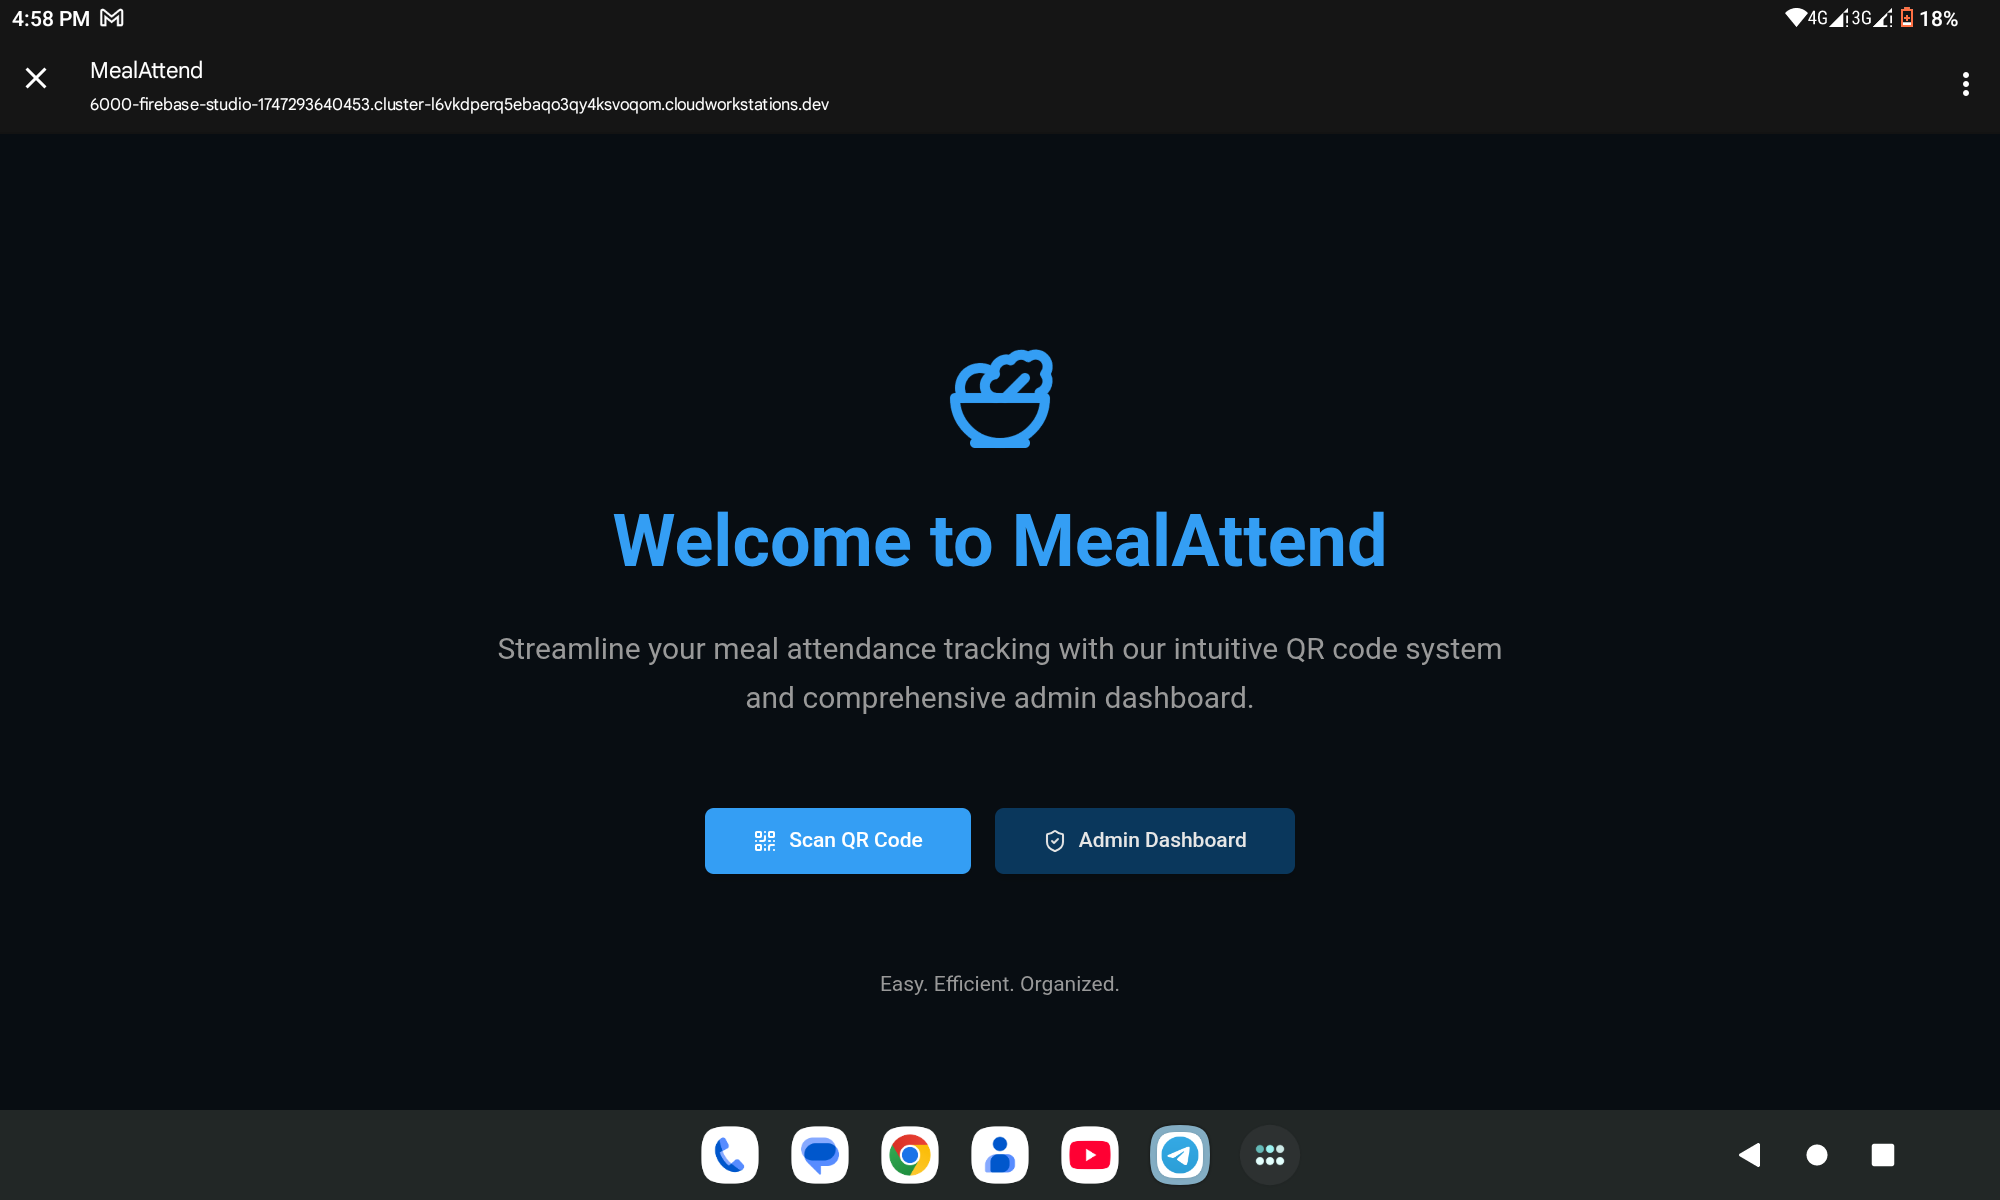 4:58 PM
4G 3G 18%
MealAttend
6000-firebase-studio-1747293640453.cluster-l6vkdperq5ebaqo3qy4ksvoqom.cloudworkstations.dev
Welcome to MealAttend
Streamline your meal attendance tracking with our intuitive QR code system
and comprehensive admin dashboard.
Scan QR Code
Admin Dashboard
Easy. Efficient. Organized.